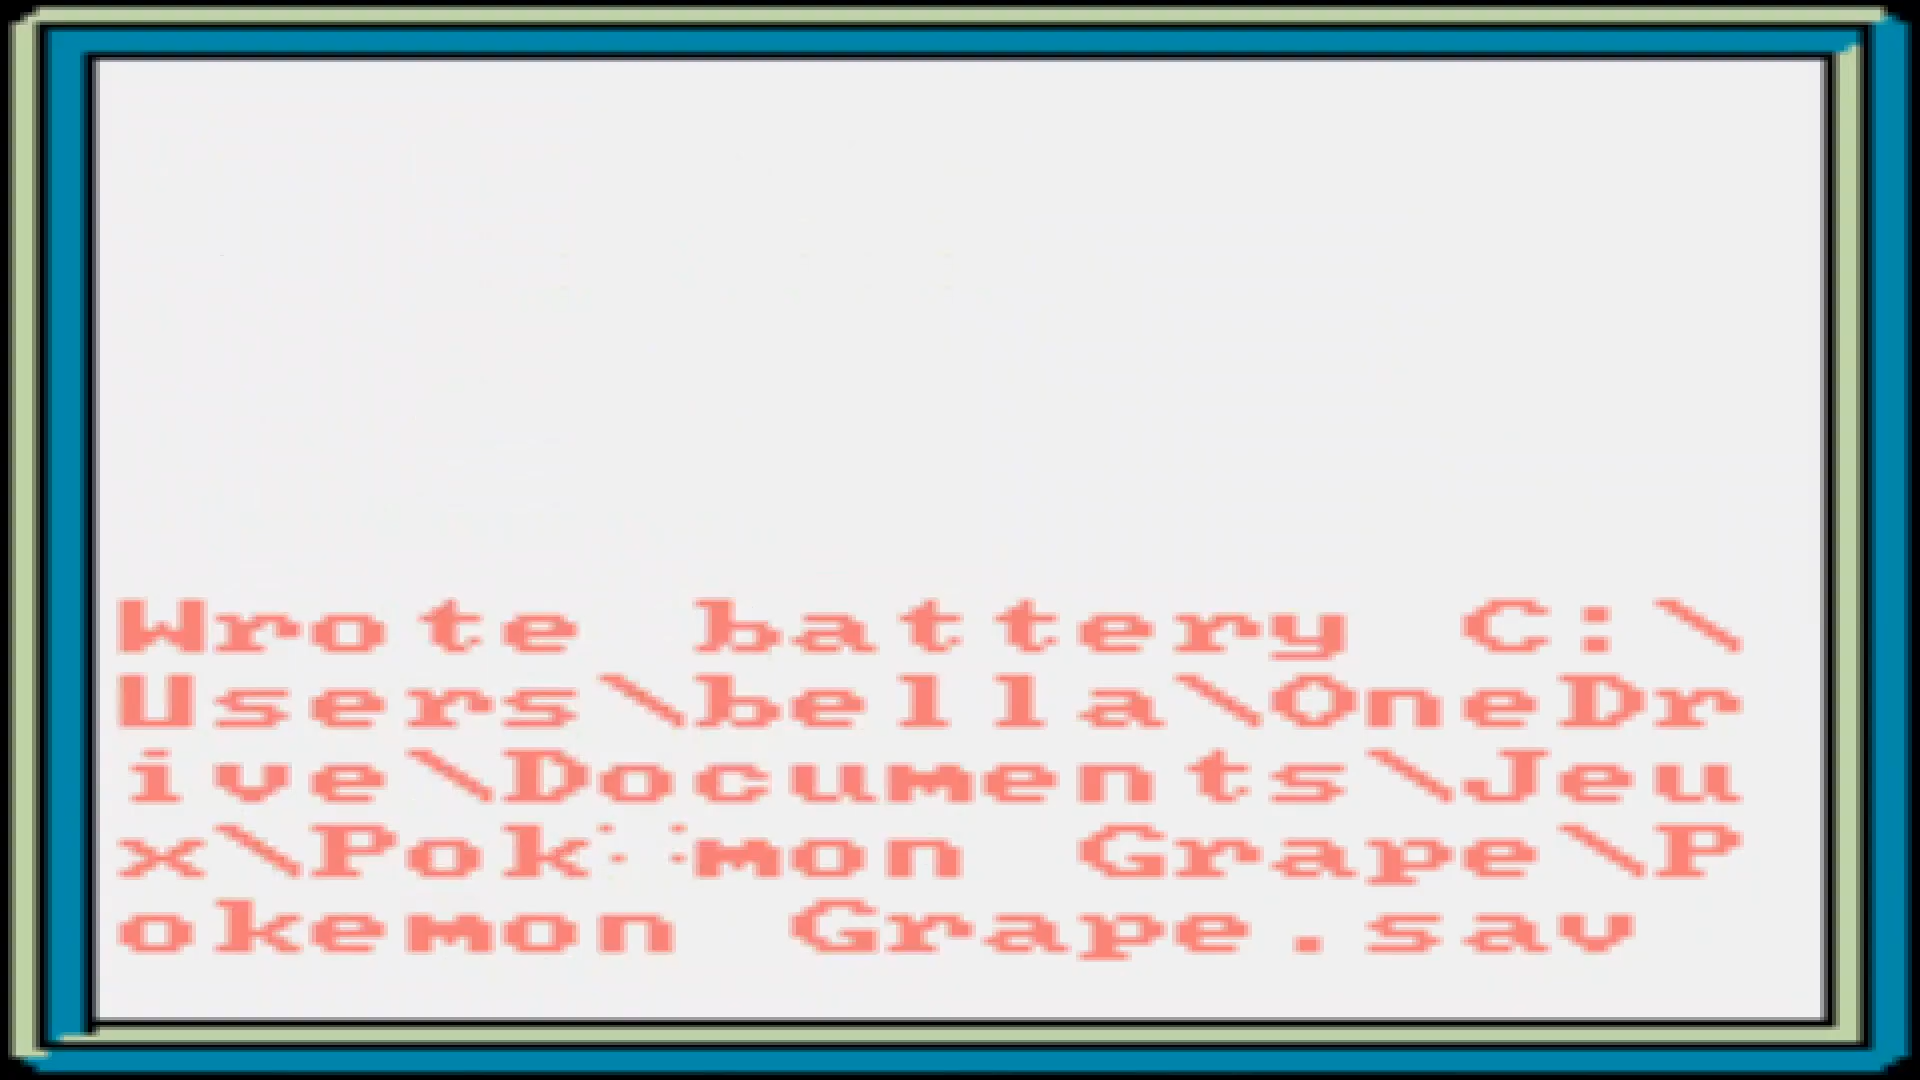 Wrote battery C:\
Users\bella\OneDr
ive\Documents\Jeu
x\Pok mon Grape\P
okemon Grape.sav